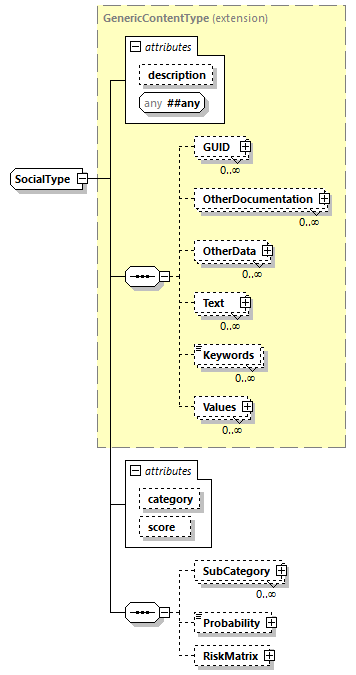 GenericContentType (extension)
attributes
description
any ##any
SocialType
GUID
0..∞
OtherDocumentation
0..∞
OtherData
0..∞
Text
0..∞
Keywords
0..∞
Values
0..∞
attributes
category
score
SubCategory
0..∞
Probability
RiskMatrix